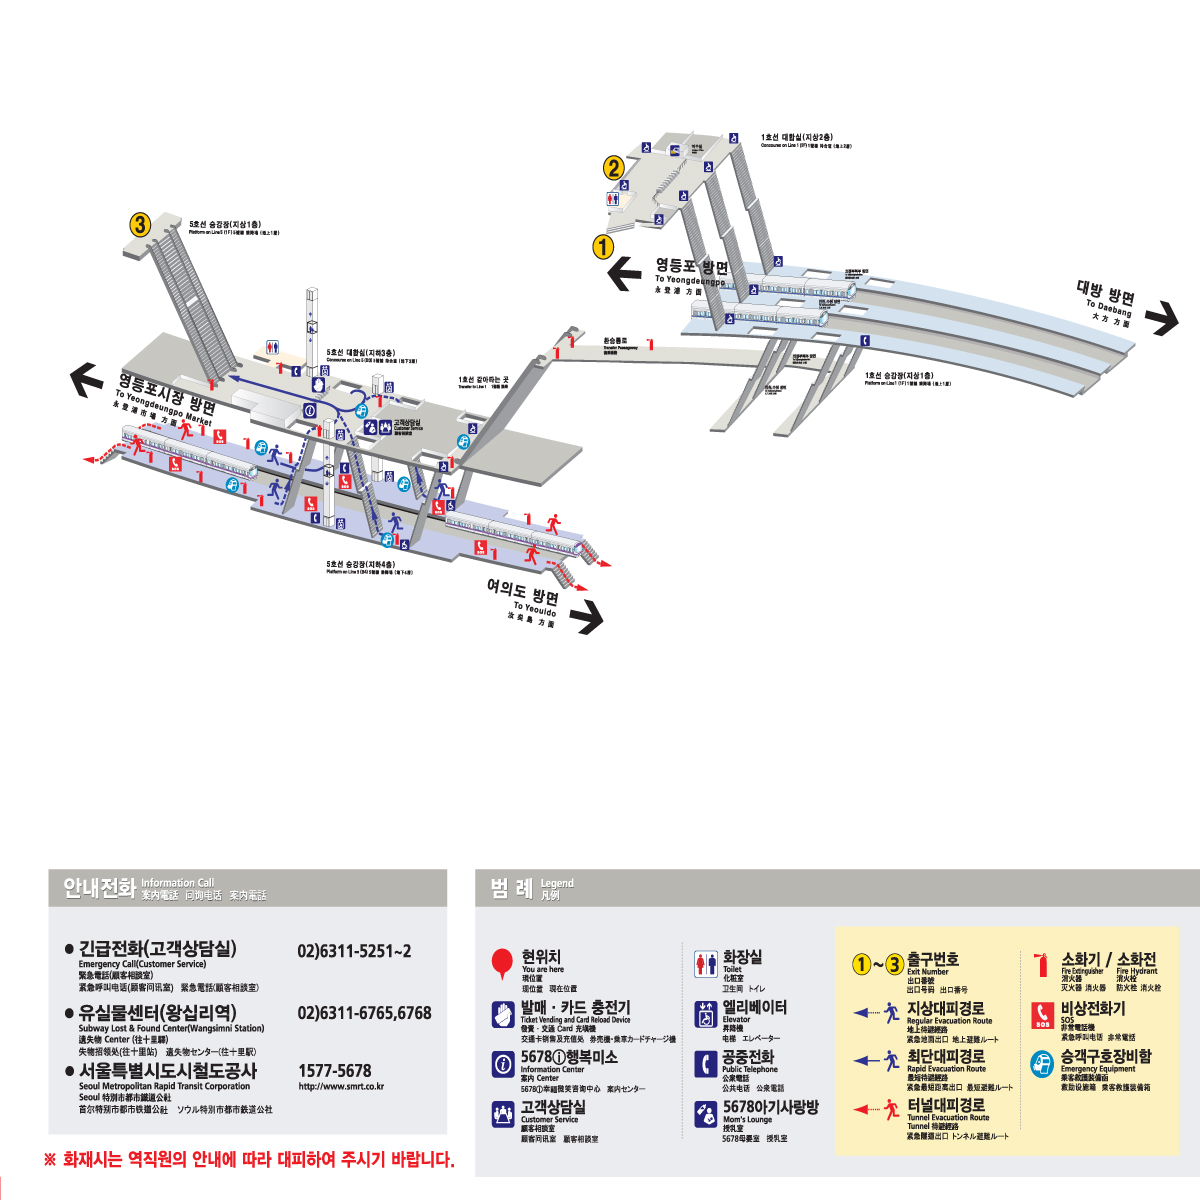 1호선 대합실(지상2층)
Concourse on Line 1 (2F) 1號線 待合室 (地上2層)
2
3
5호선 승강장(지상1층)
Platform on Line 5 (1F) 5號線 乘降場 (地上1層)
1
영등포 방면
To Yeongdeungpo
永 登 浦 方 面
대방 방면
To Daebang
大 方 方 面
환승통로
Transfer Passageway
5호선 대합실(지하3층)
Concourse on Line 5 (B3) 5號線 待合室 (地下3層)
1호선 갈아타는 곳
Transfer to Line 1
1호선 승강장(지상1층)
Platform on Line 1 (1F) 1號線 乘降場 (地上1層)
영등포시장 방면
To Yeongdeungpo Market
永 登 浦 市 場 方 面
고객상담실
Customer Service
顧客相談室
5호선 승강장(지하4층)
Platform on Line 5 (B4) 5號線 乘降場 (地下4層)
여의도 방면
To Yeouido
汝 矣 島 方 面
안내전화 Information Call
案内電話 问询电话 案内電話
● 긴급전화(고객상담실) 02)6311-5251~2
Emergency Call(Customer Service)
緊急電話(顧客相談室)
紧急呼叫电话(顾客问讯室) 緊急電話(顧客相談室)
● 유실물센터(왕십리역) 02)6311-6765,6768
Subway Lost & Found Center(Wangsimni Station)
遺失物 Center (往十里驛)
失物招领处(往十里站) 遺失物センター(往十里駅)
● 서울특별시도시철도공사 1577-5678
Seoul Metropolitan Rapid Transit Corporation http://www.smrt.co.kr
Seoul 特別市都市鐵道公社
首尔特別市都市铁道公社 ソウル特別市都市鉄道公社
※ 화재시는 역직원의 안내에 따라 대피하여 주시기 바랍니다.
범 례 Legend
凡例
현위치
You are here
現位置
现位置 現在位置
발매 · 카드 충전기
Ticket Vending and Card Reload Device
發賣 · 交通 Card 充塡機
交通卡销售及充值处 券売機·乗車カードチャージ機
5678ⓘ행복미소
Information Center
案内 Center
5678ⓘ幸福微笑咨询中心 案内センター
고객상담실
Customer Service
顧客相談室
顾客问讯室 顧客相談室
화장실
Toilet
化粧室
卫生间 トイレ
엘리베이터
Elevator
昇降機
电梯 エレベーター
공중전화
Public Telephone
公衆電話
公共电话 公衆電話
5678아기사랑방
Mom's Lounge
授乳室
5678母婴室 授乳室
1~3 출구번호
Exit Number
出口番號
出口号码 出口番号
지상대피경로
Regular Evacuation Route
地上待避經路
紧急地面出口 地上避難ルート
최단대피경로
Rapid Evacuation Route
最短待避經路
紧急最短距离出口 最短避難ルート
터널대피경로
Tunnel Evacuation Route
Tunnel 待避經路
紧急隧道出口 トンネル避難ルート
소화기 / 소화전
Fire Extinguisher Fire Hydrant
消火器 消火栓
灭火器 消火器 防火栓 消火栓
SOS
비상전화기
SOS
非常電話機
紧急呼叫电话 非常電話
승객구호장비함
Emergency Equipment
乘客救護裝備函
救助设施箱 乗客救護装備箱